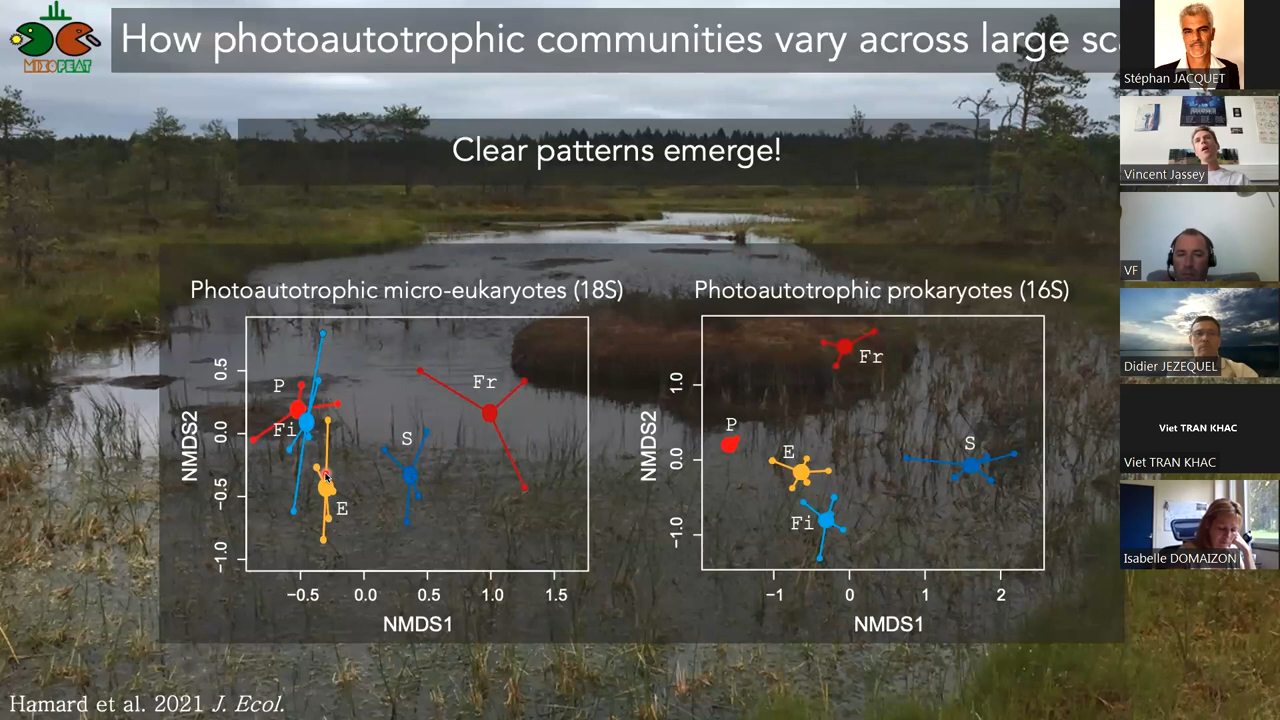 MIXOPEAT
How photoautotrophic communities vary across large sc
Clear patterns emerge!
Photoautotrophic micro-eukaryotes (18S)
NMDS2
0.5
0.0
−0.5
−1.0
P
Fi
E
S
Fr
−0.5 0.0 0.5 1.0 1.5
NMDS1
Photoautotrophic prokaryotes (16S)
NMDS2
1.0
0.0
−1.0
Fr
P
E
S
Fi
−1 0 1 2
NMDS1
Hamard et al. 2021 J. Ecol.
Stéphan JACQUET
Vincent Jassey
VF
Didier JEZEQUEL
Viet TRAN KHAC
Viet TRAN KHAC
Isabelle DOMAIZON